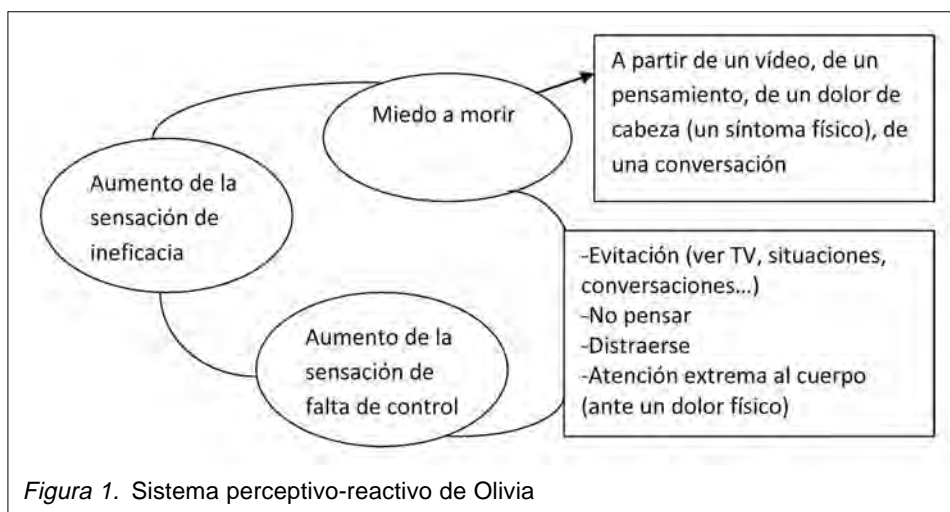 A partir de un vídeo, de un
pensamiento, de un dolor de
cabeza (un síntoma físico), de
una conversación
Miedo a morir
Aumento de la
sensación de
ineficacia
-Evitación (ver TV, situaciones,
conversaciones...)
-No pensar
-Distraerse
-Atención extrema al cuerpo
(ante un dolor físico)
Aumento de la
sensación de
falta de control
Figura 1. Sistema perceptivo-reactivo de Olivia